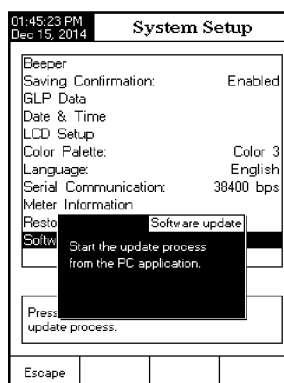 01:45:23 PM
Dec 15, 2014
System Setup
Beeper
Saving Confirmation: Enabled
GLP Data
Date & Time
LCD Setup
Color Palette: Color 3
Language: English
Serial Communication: 38400 bps
Meter Information
Resto
Softw
Software update
Start the update process
from the PC application.
Press
update process.
Escape